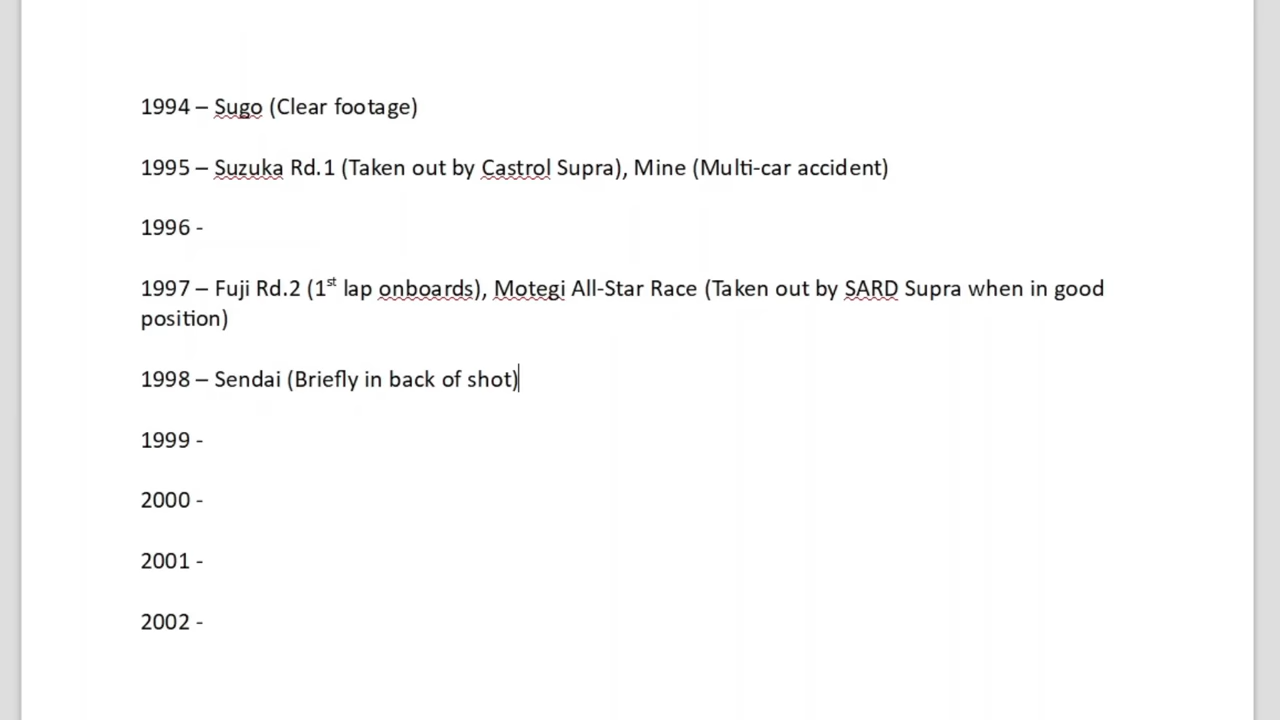 1994 – Sugo (Clear footage)
1995 – Suzuka Rd.1 (Taken out by Castrol Supra), Mine (Multi-car accident)
1996 -
1997 – Fuji Rd.2 (1st lap onboards), Motegi All-Star Race (Taken out by SARD Supra when in good
position)
1998 – Sendai (Briefly in back of shot)
1999 -
2000 -
2001 -
2002 -